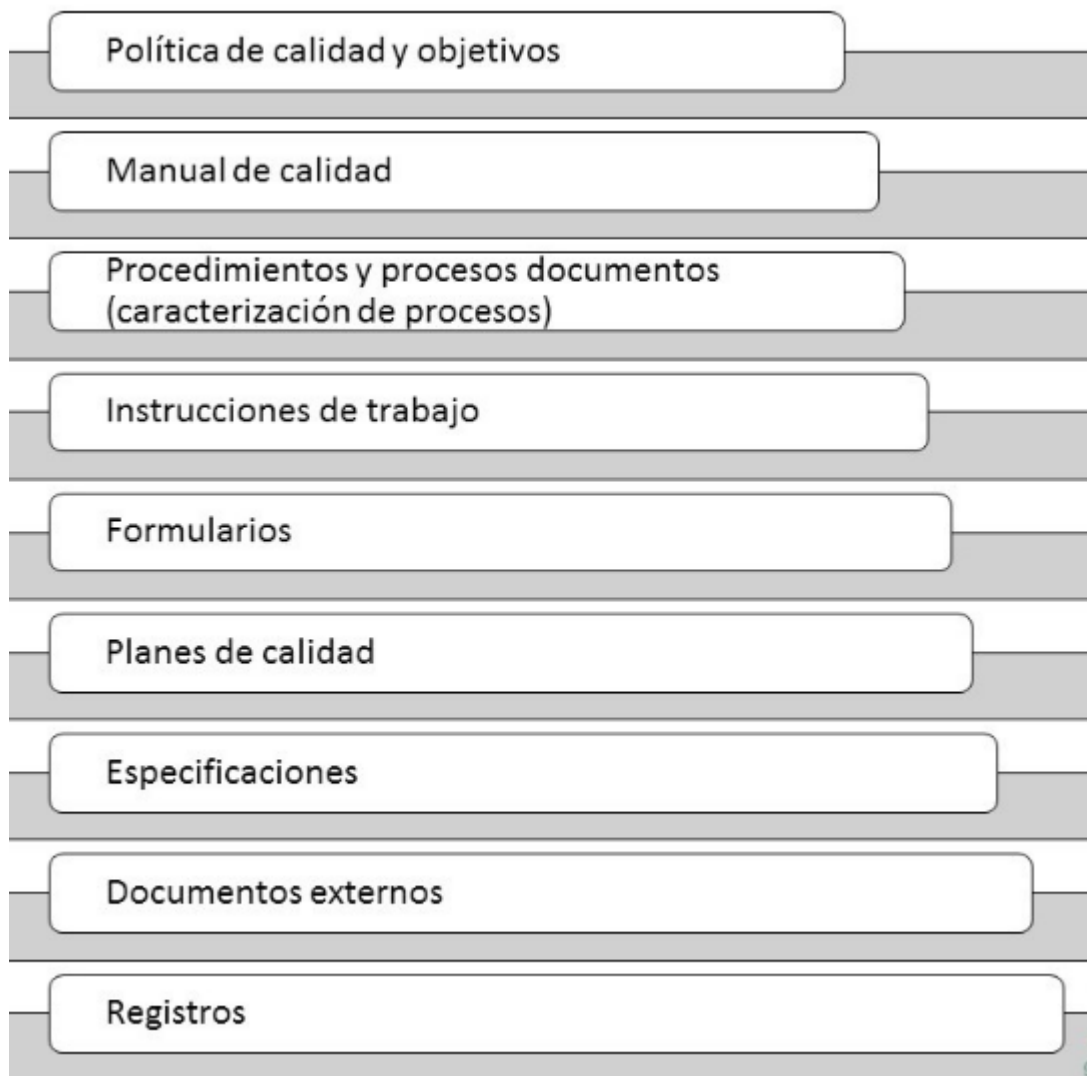 Política de calidad y objetivos
Manual de calidad
Procedimientos y procesos documentos
(caracterización de procesos)
Instrucciones de trabajo
Formularios
Planes de calidad
Especificaciones
Documentos externos
Registros